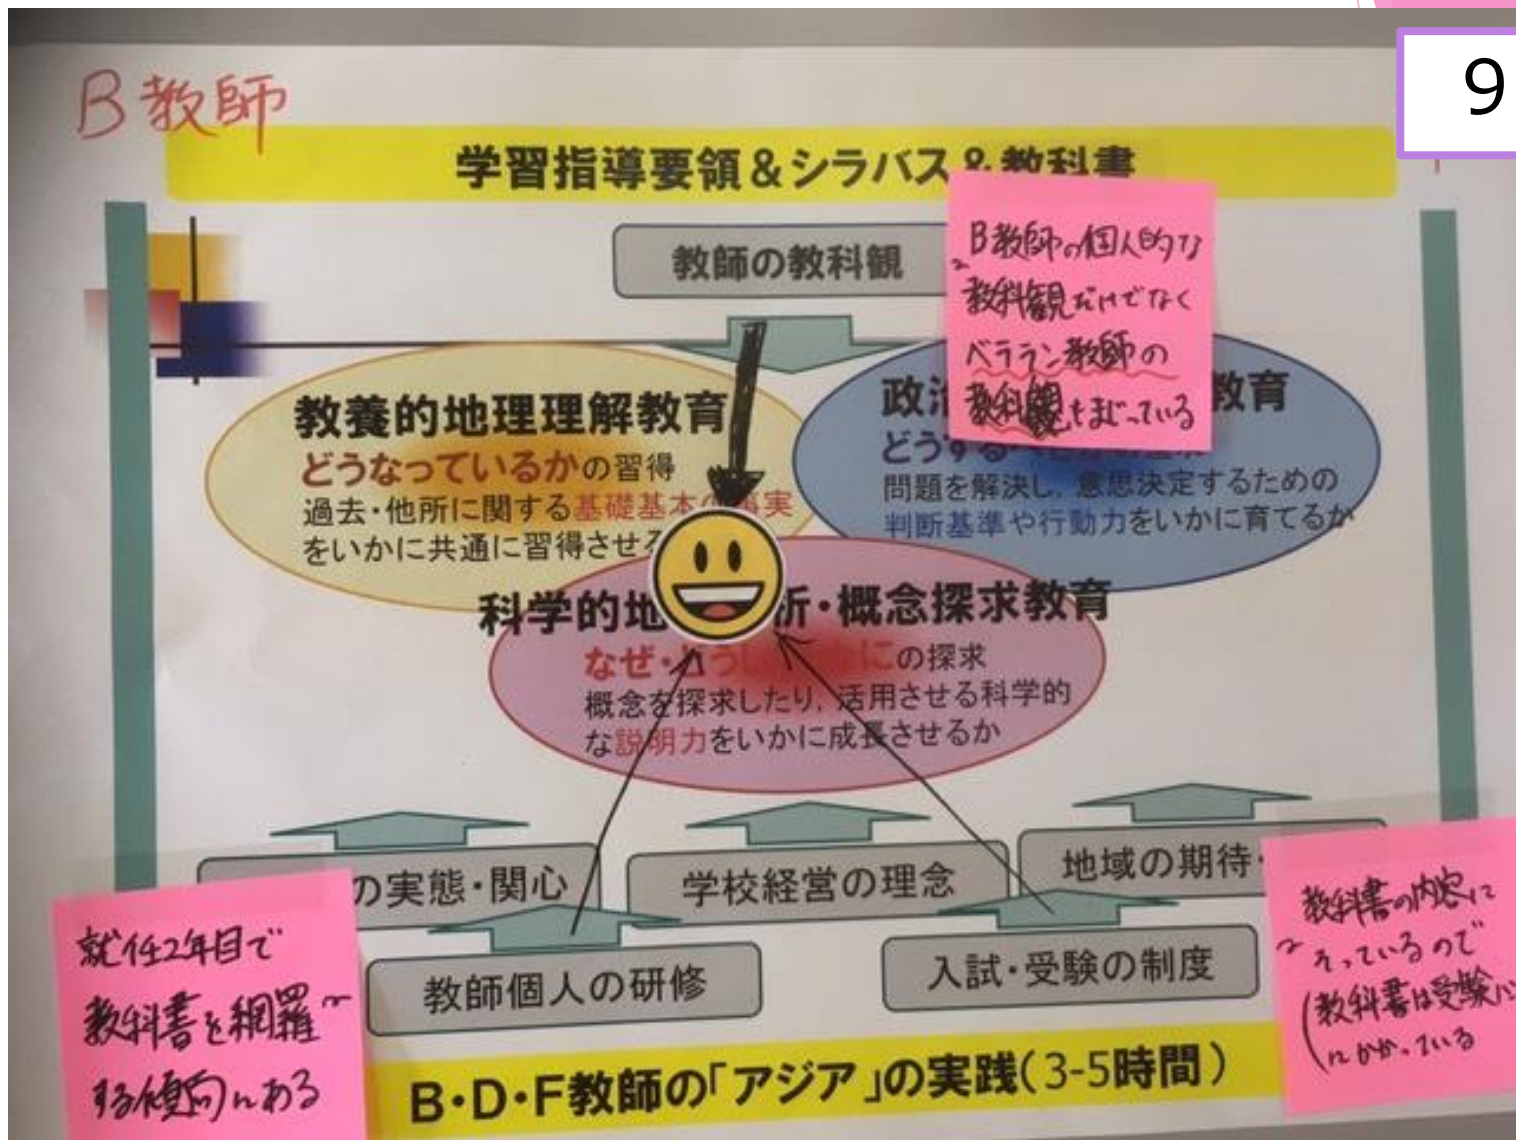 9
B教師
学習指導要領&シラバス&教科書
教師の教科観
B教師の個人的な
教科観だけでなく
ベテラン教師の
教科観もまじっている
教養的地理理解教育
どうなっているかの習得
過去・他所に関する基礎基本の事実
をいかに共通に習得させる
政治
教育
どうする
問題を解決し,意思決定するための
判断基準や行動力をいかに育てるか
科学的地
析・概念探求教育
なぜ・どう
にの探求
概念を探求したり,活用させる科学的
な説明力をいかに成長させるか
の実態・関心
学校経営の理念
地域の期待・
教師個人の研修
入試・受験の制度
就任2年目で
教科書を網羅
する傾向にある
教科書の内容に
そっているので
(教科書は受験に
にかかっている
B・D・F教師の「アジア」の実践(3-5時間)